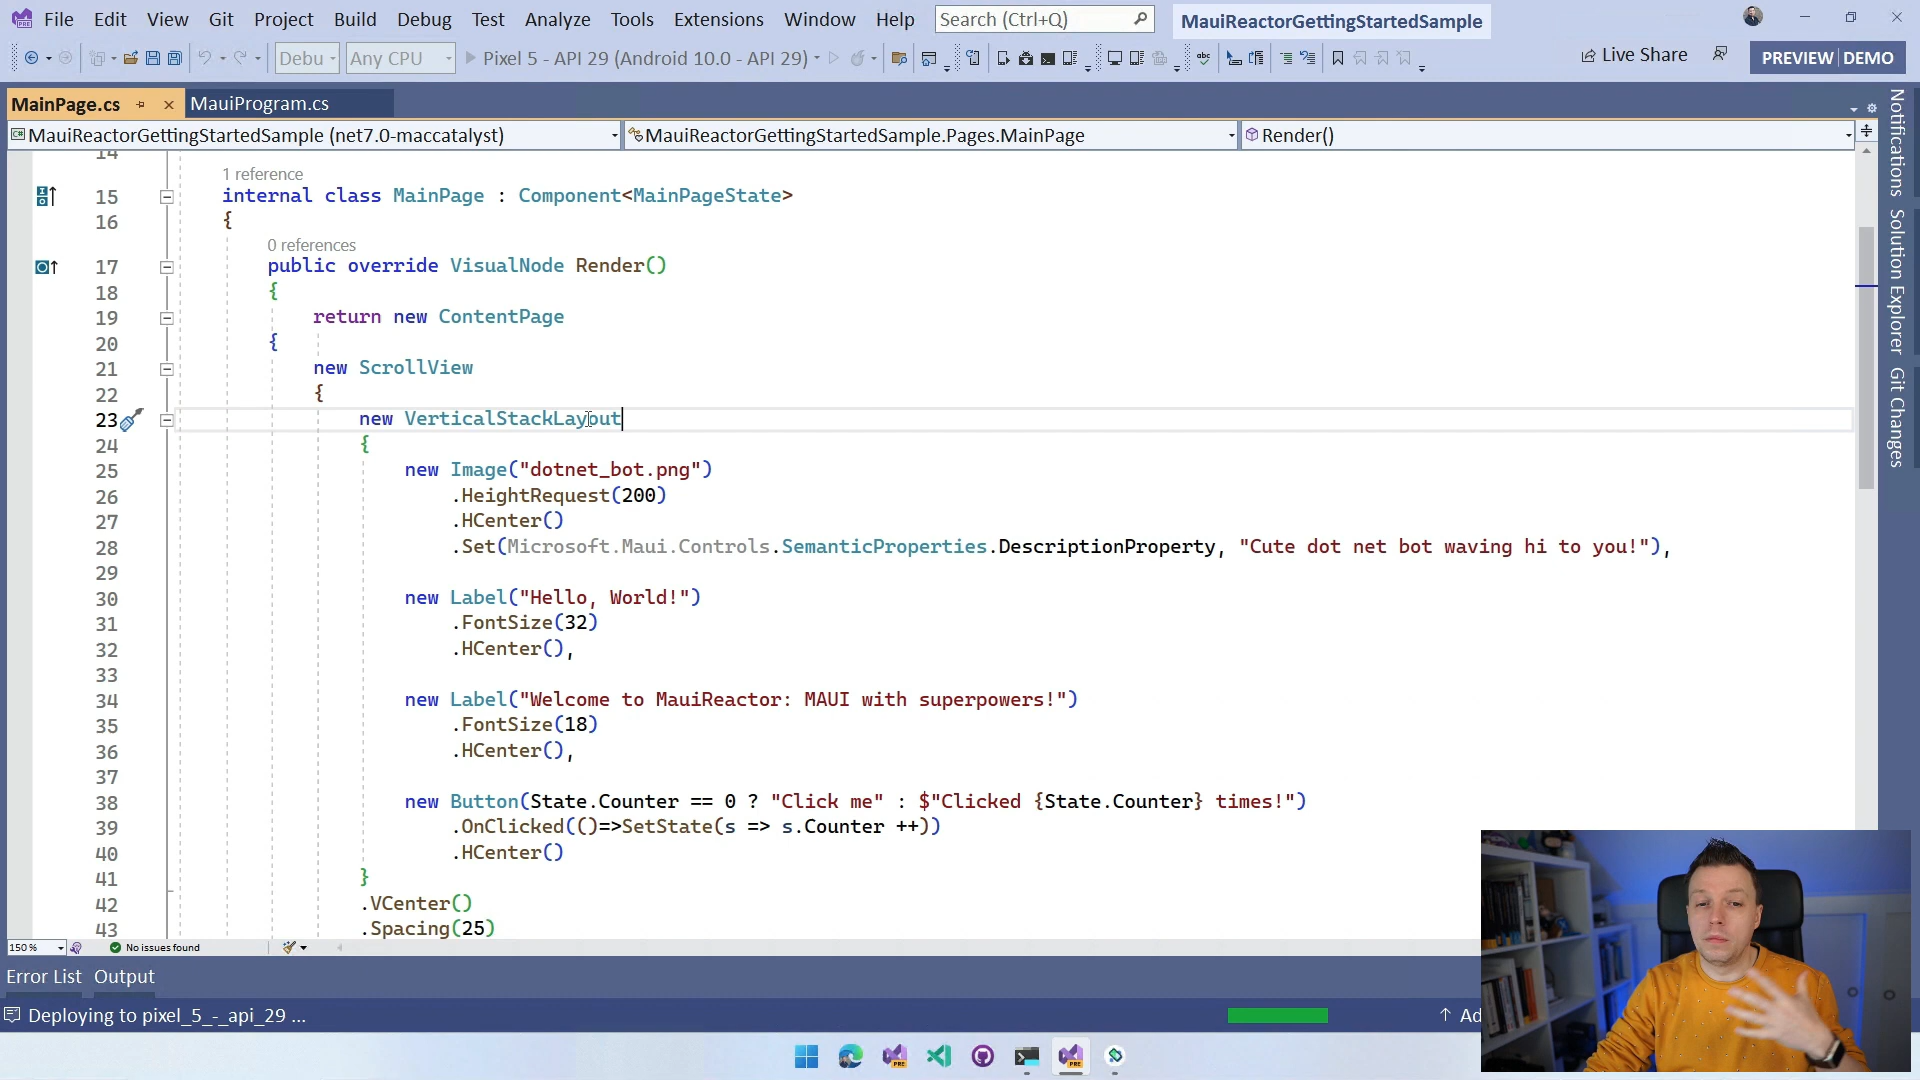 File Edit View Git Project Build Debug Test Analyze Tools Extensions Window Help Search (Ctrl+Q) MauiReactorGettingStartedSample
Debu Any CPU Pixel 5 - API 29 (Android 10.0 - API 29) Live Share PREVIEW DEMO
MainPage.cs MauiProgram.cs
MauiReactorGettingStartedSample (net7.0-maccatalyst) MauiReactorGettingStartedSample.Pages.MainPage Render()
14
1 reference
15 internal class MainPage : Component<MainPageState>
16 {
0 references
17 public override VisualNode Render()
18 {
19 return new ContentPage
20 {
21 new ScrollView
22 {
23 new VerticalStackLayout
24 {
25 new Image("dotnet_bot.png")
26 .HeightRequest(200)
27 .HCenter()
28 .Set(Microsoft.Maui.Controls.SemanticProperties.DescriptionProperty, "Cute dot net bot waving hi to you!"),
29
30 new Label("Hello, World!")
31 .FontSize(32)
32 .HCenter(),
33
34 new Label("Welcome to MauiReactor: MAUI with superpowers!")
35 .FontSize(18)
36 .HCenter(),
37
38 new Button(State.Counter == 0 ? "Click me" : $"Clicked {State.Counter} times!")
39 .OnClicked(()=>SetState(s => s.Counter ++))
40 .HCenter()
41 }
42 .VCenter()
43 .Spacing(25)
150 % No issues found
Error List Output
Deploying to pixel_5_-_api_29 ... Ad
Notifications
Solution Explorer
Git Changes